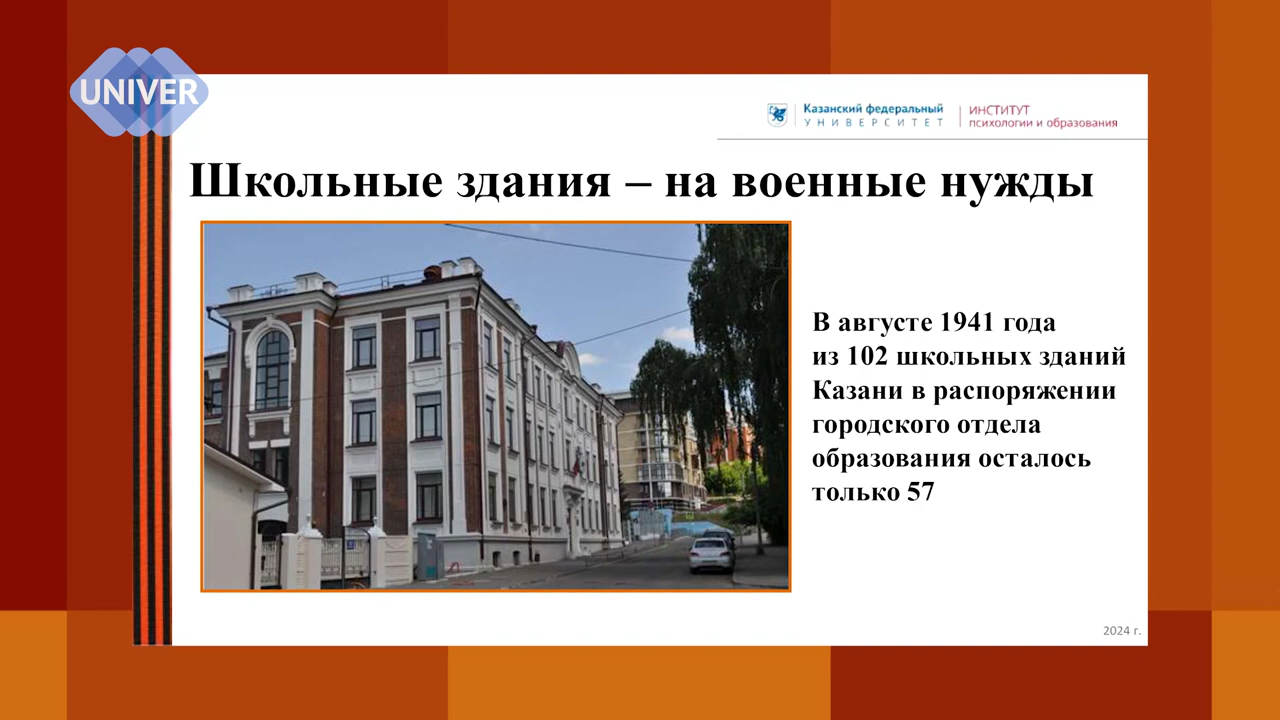 UNIVER
Казанский федеральный
УНИВЕРСИТЕТ
ИНСТИТУТ
психологии и образования
Школьные здания – на военные нужды
В августе 1941 года
из 102 школьных зданий
Казани в распоряжении
городского отдела
образования осталось
только 57
2024 г.